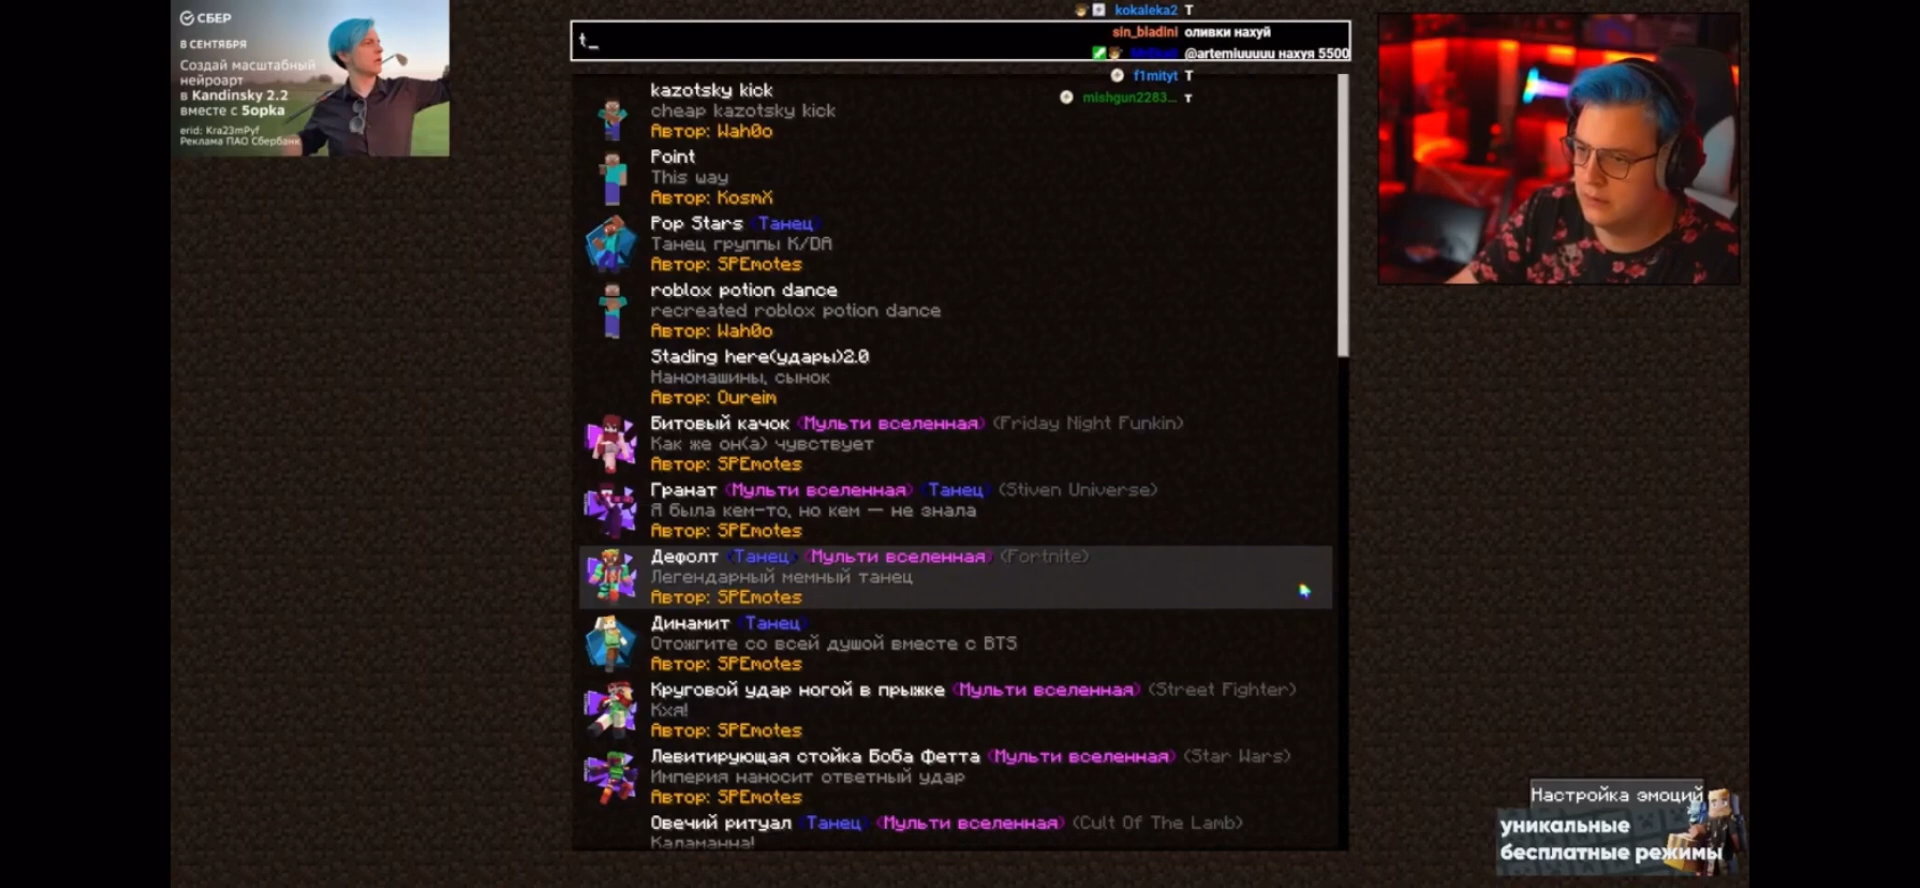 СБЕР
8 СЕНТЯБРЯ
Создай масштабный
нейроарт
в Kandinsky 2.2
вместе с 5opka
erid: Kra23mPyf
Реклама ПАО Сбербанк
kokaleka2 T
sin_bladini оливки нахуй
@artemiuuuuu нахуя 5500
f1mityt T
mishgun2283... T
t_
kazotsky kick
cheap kazotsky kick
Автор: Wah0o
Point
This way
Автор: KosmX
Pop Stars (Танец)
Танец группы K/DA
Автор: SPEmotes
roblox potion dance
recreated roblox potion dance
Автор: Wah0o
Stading here(удары)2.0
Наномашины, сынок
Автор: Oureim
Битовый качок (Мульти вселенная) (Friday Night Funkin)
Как же он(а) чувствует
Автор: SPEmotes
Гранат (Мульти вселенная) (Танец) (Stiven Universe)
Я была кем-то, но кем — не знала
Автор: SPEmotes
Дефолт (Танец) (Мульти вселенная) (Fortnite)
Легендарный мемный танец
Автор: SPEmotes
Динамит (Танец)
Отожгите со всей душой вместе с BTS
Автор: SPEmotes
Круговой удар ногой в прыжке (Мульти вселенная) (Street Fighter)
Кхя!
Автор: SPEmotes
Левитирующая стойка Боба Фетта (Мульти вселенная) (Star Wars)
Империя наносит ответный удар
Автор: SPEmotes
Овечий ритуал (Танец) (Мульти вселенная) (Cult Of The Lamb)
Каламанна!
Настройка эмоций
уникальные
бесплатные режимы